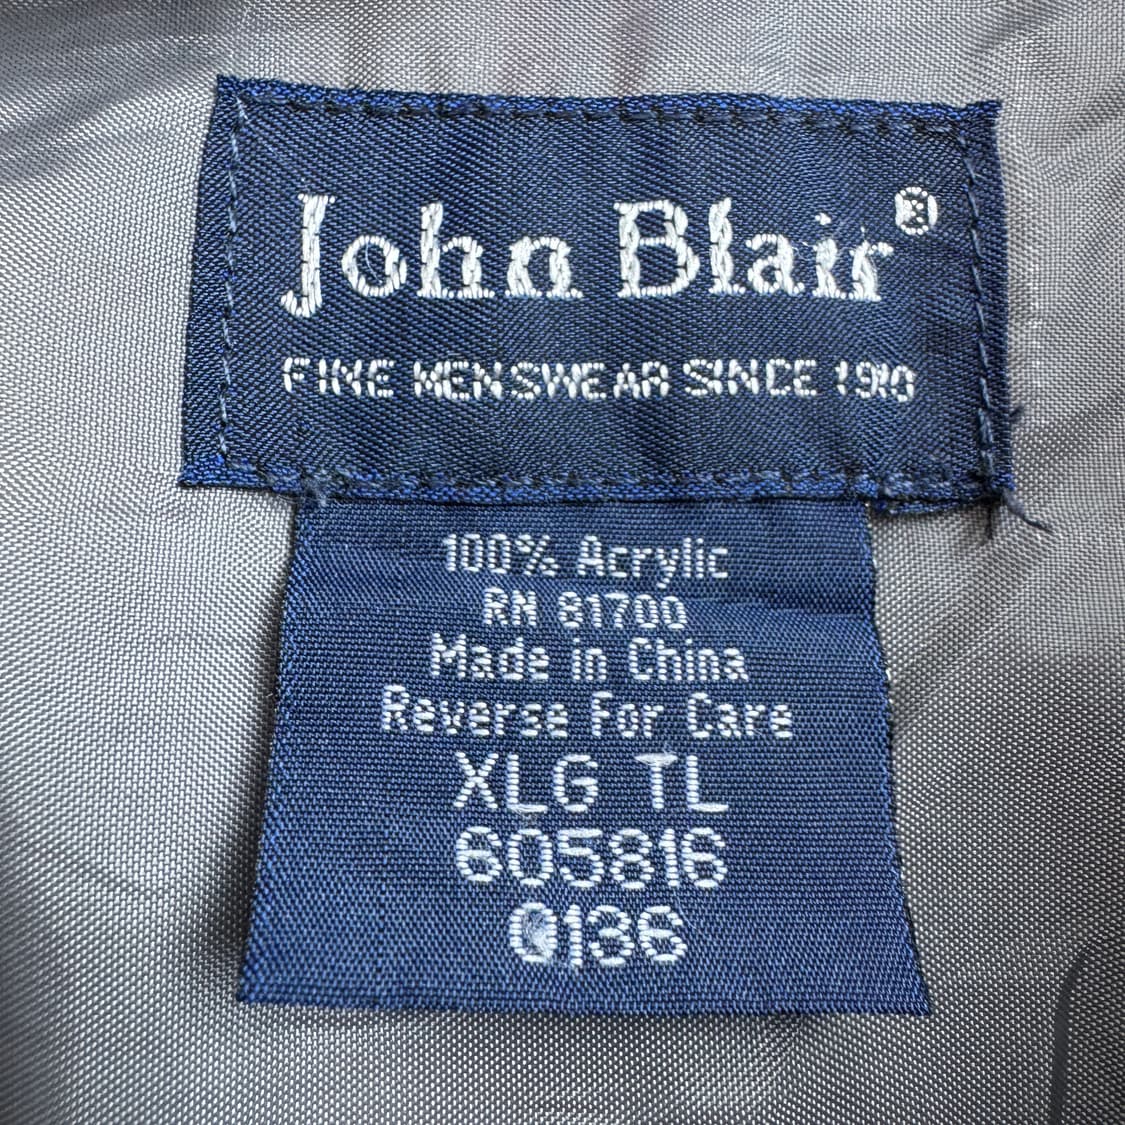 John Blair®
FINE MENSWEAR SINCE 1910
100% Acrylic
RN 81700
Made in China
Reverse For Care
XLG TL
605816
0136